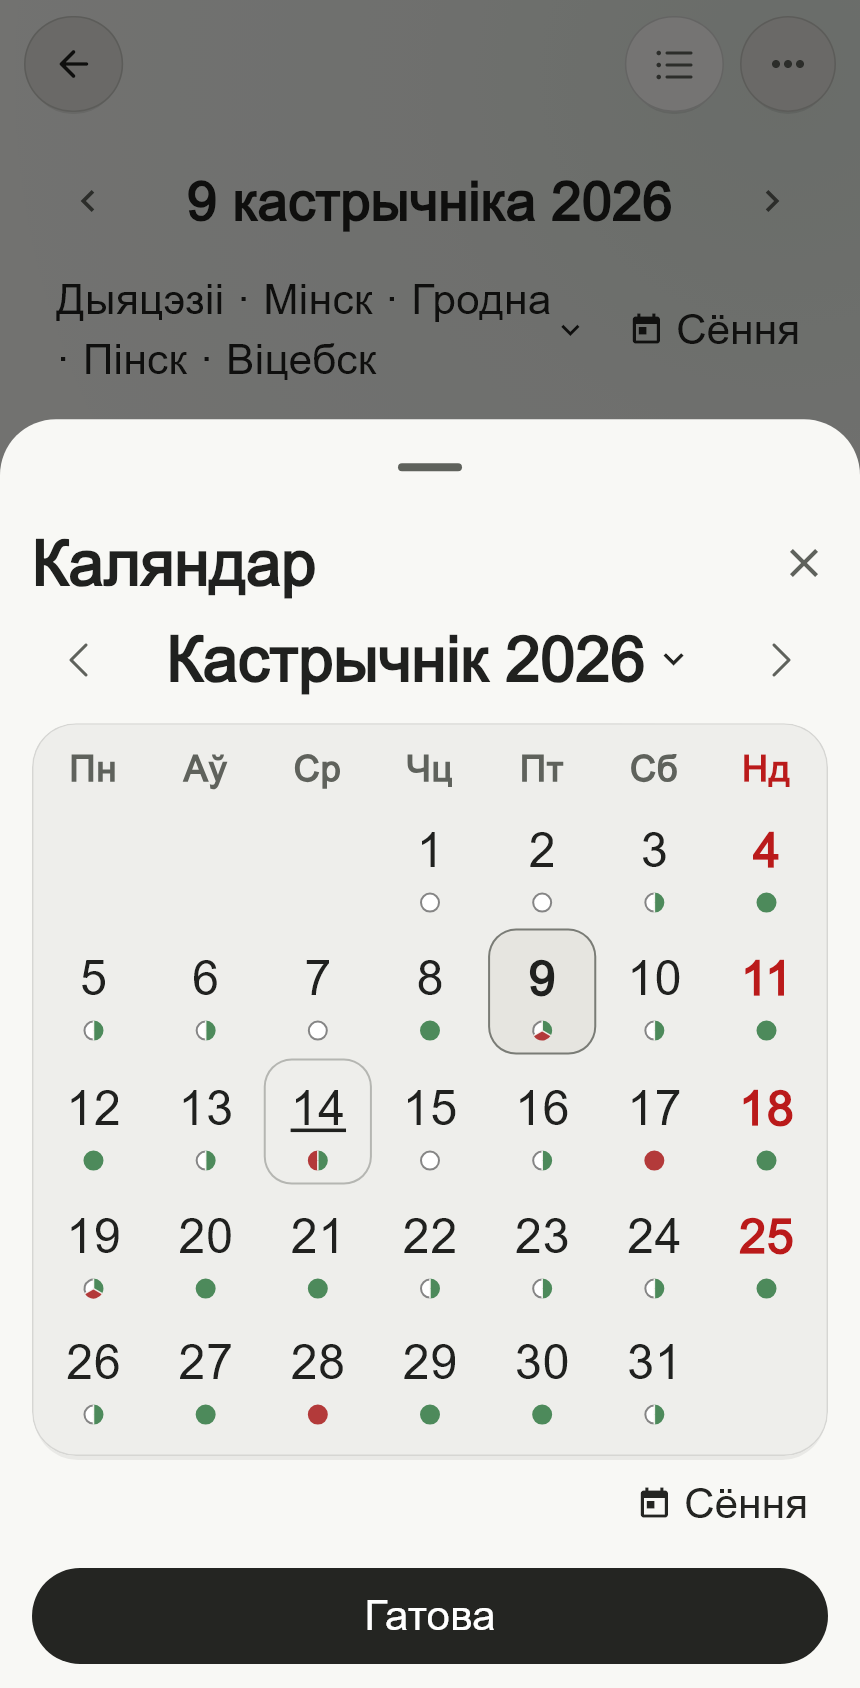 9 кастрычніка 2026
Дыяцэзіі · Мінск · Гродна
· Пінск · Віцебск
Сёння
Каляндар
Кастрычнік 2026
Пн Аў Ср Чц Пт Сб Нд
1 2 3 4
5 6 7 8 9 10 11
12 13 14 15 16 17 18
19 20 21 22 23 24 25
26 27 28 29 30 31
Сёння
Гатова